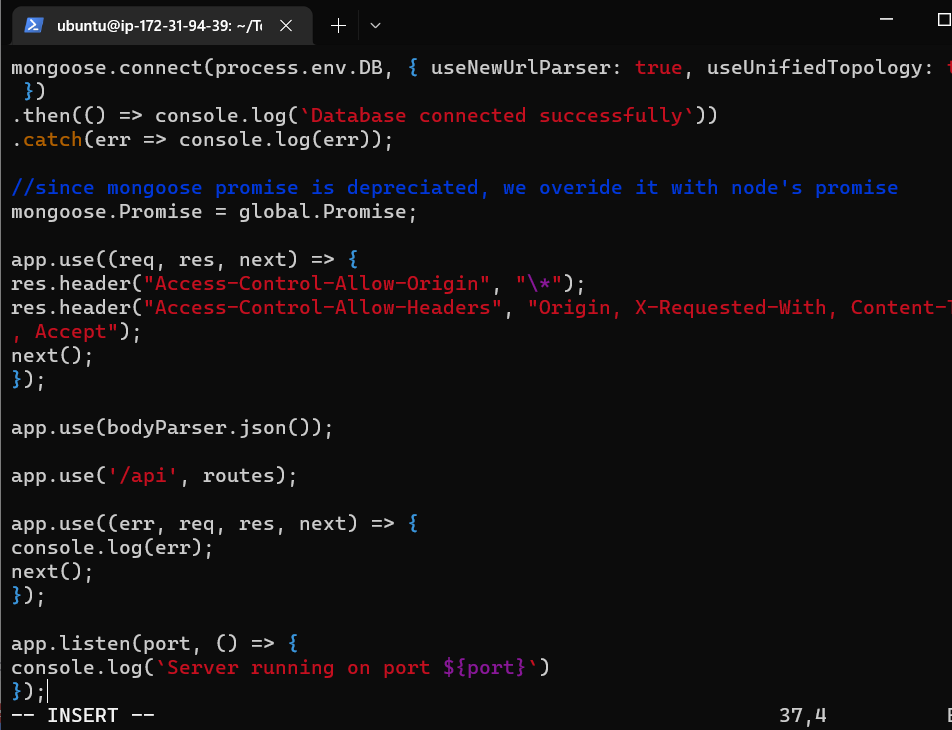 ubuntu@ip-172-31-94-39: ~/To
mongoose.connect(process.env.DB, { useNewUrlParser: true, useUnifiedTopology:
})
.then(() => console.log(`Database connected successfully`))
.catch(err => console.log(err));
//since mongoose promise is depreciated, we overide it with node's promise
mongoose.Promise = global.Promise;
app.use((req, res, next) => {
res.header("Access-Control-Allow-Origin", "\*");
res.header("Access-Control-Allow-Headers", "Origin, X-Requested-With, Content-
, Accept");
next();
});
app.use(bodyParser.json());
app.use('/api', routes);
app.use((err, req, res, next) => {
console.log(err);
next();
});
app.listen(port, () => {
console.log(`Server running on port ${port}`)
});
-- INSERT -- 37,4